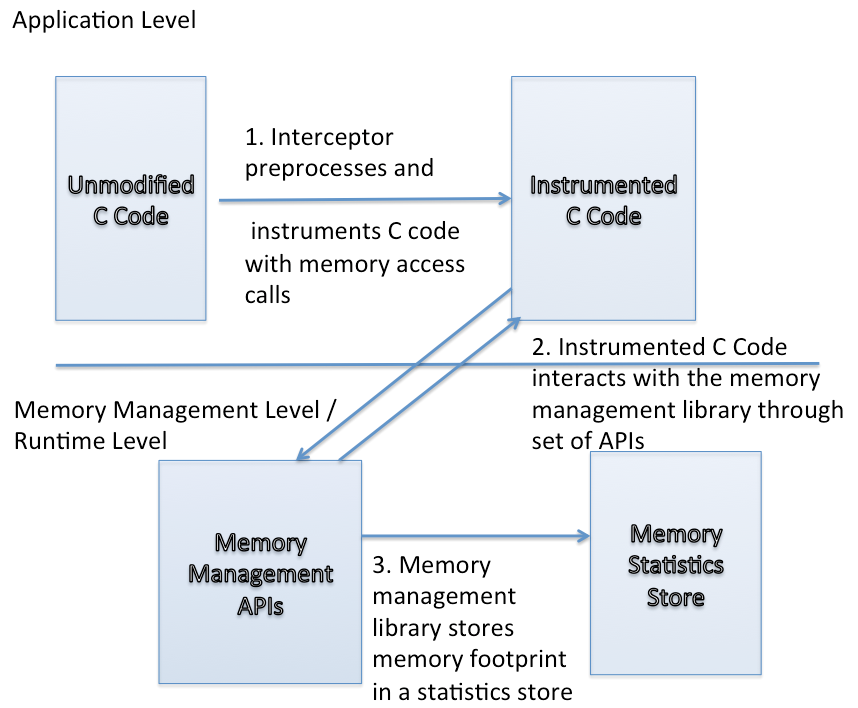 Application Level
Unmodified
C Code
1. Interceptor
preprocesses and
instruments C code
with memory access
calls
Instrumented
C Code
2. Instrumented C Code
interacts with the memory
management library through
set of APIs
Memory Management Level /
Runtime Level
Memory
Management
APIs
3. Memory
management
library stores
memory footprint
in a statistics store
Memory
Statistics
Store